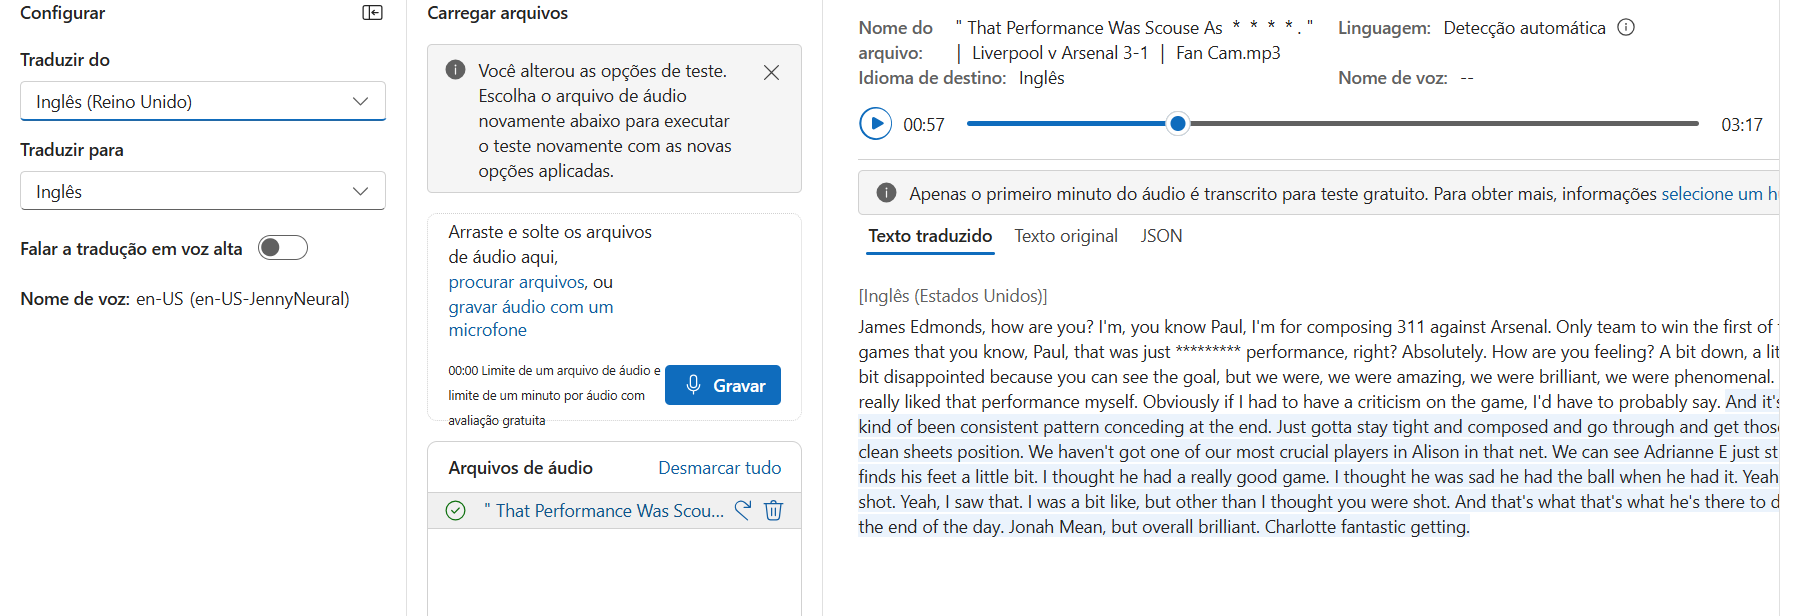 Configurar
Traduzir do
Inglês (Reino Unido)
Traduzir para
Inglês
Falar a tradução em voz alta
Nome de voz: en-US (en-US-JennyNeural)
Carregar arquivos
Você alterou as opções de teste.
Escolha o arquivo de áudio
novamente abaixo para executar
o teste novamente com as novas
opções aplicadas.
Arraste e solte os arquivos
de áudio aqui,
procurar arquivos, ou
gravar áudio com um
microfone
00:00 Limite de um arquivo de áudio e
limite de um minuto por áudio com
avaliação gratuita
Gravar
Arquivos de áudio
Desmarcar tudo
" That Performance Was Scou...
Nome do arquivo: " That Performance Was Scouse As * * * * . "
| Liverpool v Arsenal 3-1 | Fan Cam.mp3
Linguagem: Detecção automática
Idioma de destino: Inglês
Nome de voz: --
00:57
03:17
Apenas o primeiro minuto do áudio é transcrito para teste gratuito. Para obter mais, informações selecione um
Texto traduzido
Texto original
JSON
[Inglês (Estados Unidos)]
James Edmonds, how are you? I'm, you know Paul, I'm for composing 311 against Arsenal. Only team to win the first of
games that you know, Paul, that was just ********* performance, right? Absolutely. How are you feeling? A bit down, a
bit disappointed because you can see the goal, but we were, we were amazing, we were brilliant, we were phenomenal.
really liked that performance myself. Obviously if I had to have a criticism on the game, I'd have to probably say. And it's
kind of been consistent pattern conceding at the end. Just gotta stay tight and composed and go through and get those
clean sheets position. We haven't got one of our most crucial players in Alison in that net. We can see Adrianne E just
finds his feet a little bit. I thought he had a really good game. I thought he was sad he had the ball when he had it. Yeah
shot. Yeah, I saw that. I was a bit like, but other than I thought you were shot. And that's what that's what he's there to
the end of the day. Jonah Mean, but overall brilliant. Charlotte fantastic getting.